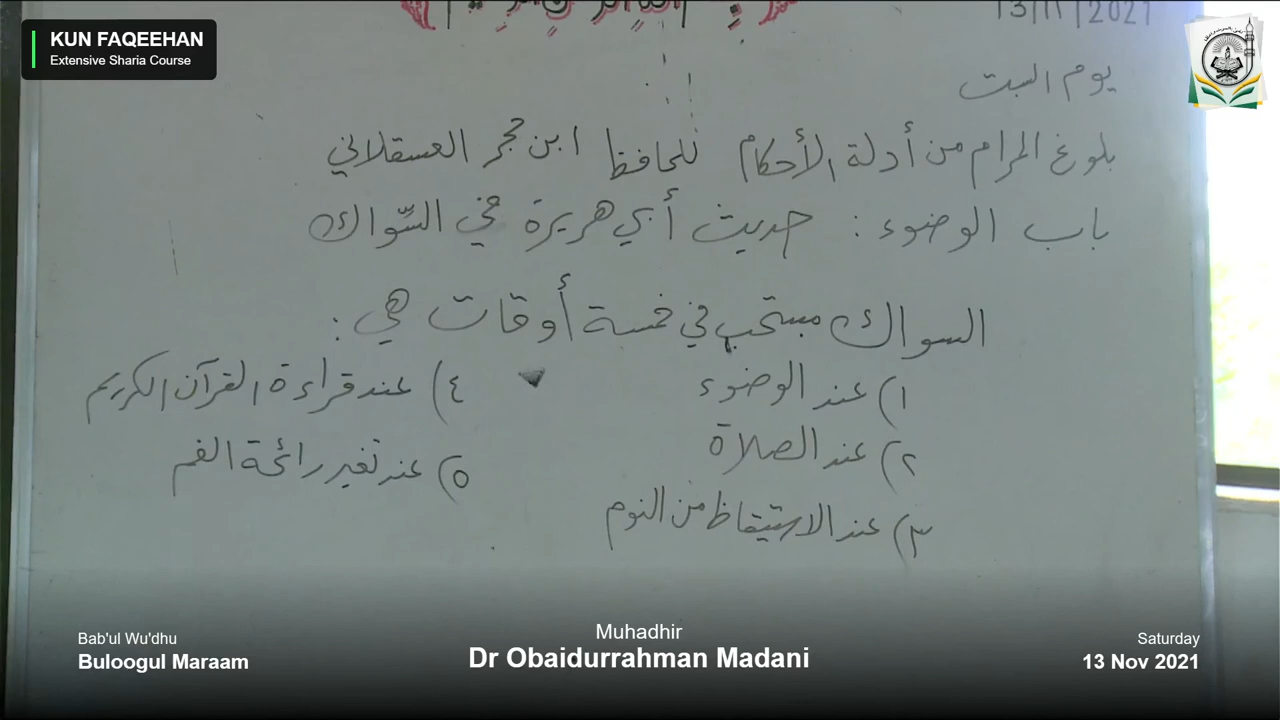 KUN FAQEEHAN
Extensive Sharia Course
13/11/2021
يوم السبت
بلوغ المرام من أدلة الأحكام للحافظ ابن حجر العسقلاني
باب الوضوء : حديث أبي هريرة في السّواك
السواك مستحب في خمسة أوقات هي :
١) عند الوضوء
٢) عند الصلاة
٣) عند الاستيقاظ من النوم
٤) عند قراءة القرآن الكريم
٥) عند تغير رائحة الفم
Bab'ul Wu'dhu
Buloogul Maraam
Muhadhir
Dr Obaidurrahman Madani
Saturday
13 Nov 2021